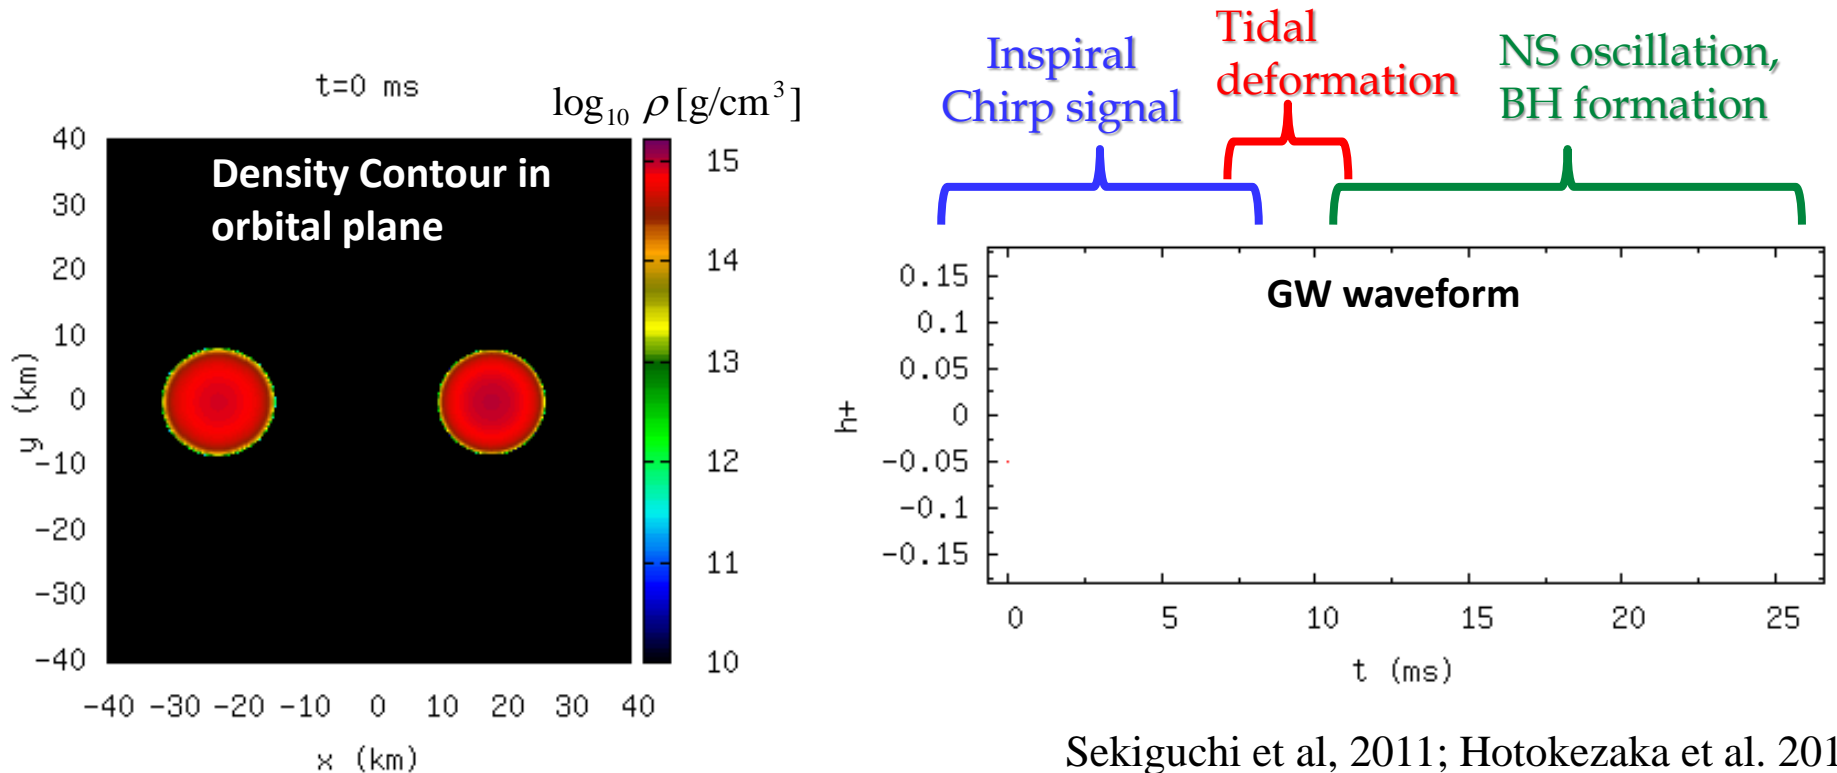 t=0 ms
log₁₀ ρ [g/cm³]
Density Contour in
orbital plane
40
30
20
10
0
-10
-20
-30
-40
y (km)
-40 -30 -20 -10 0 10 20 30 40
x (km)
15
14
13
12
11
10
Inspiral
Chirp signal
Tidal
deformation
NS oscillation,
BH formation
GW waveform
0.15
0.1
0.05
0
-0.05
-0.1
-0.15
h+
0 5 10 15 20 25
t (ms)
Sekiguchi et al, 2011; Hotokezaka et al. 201